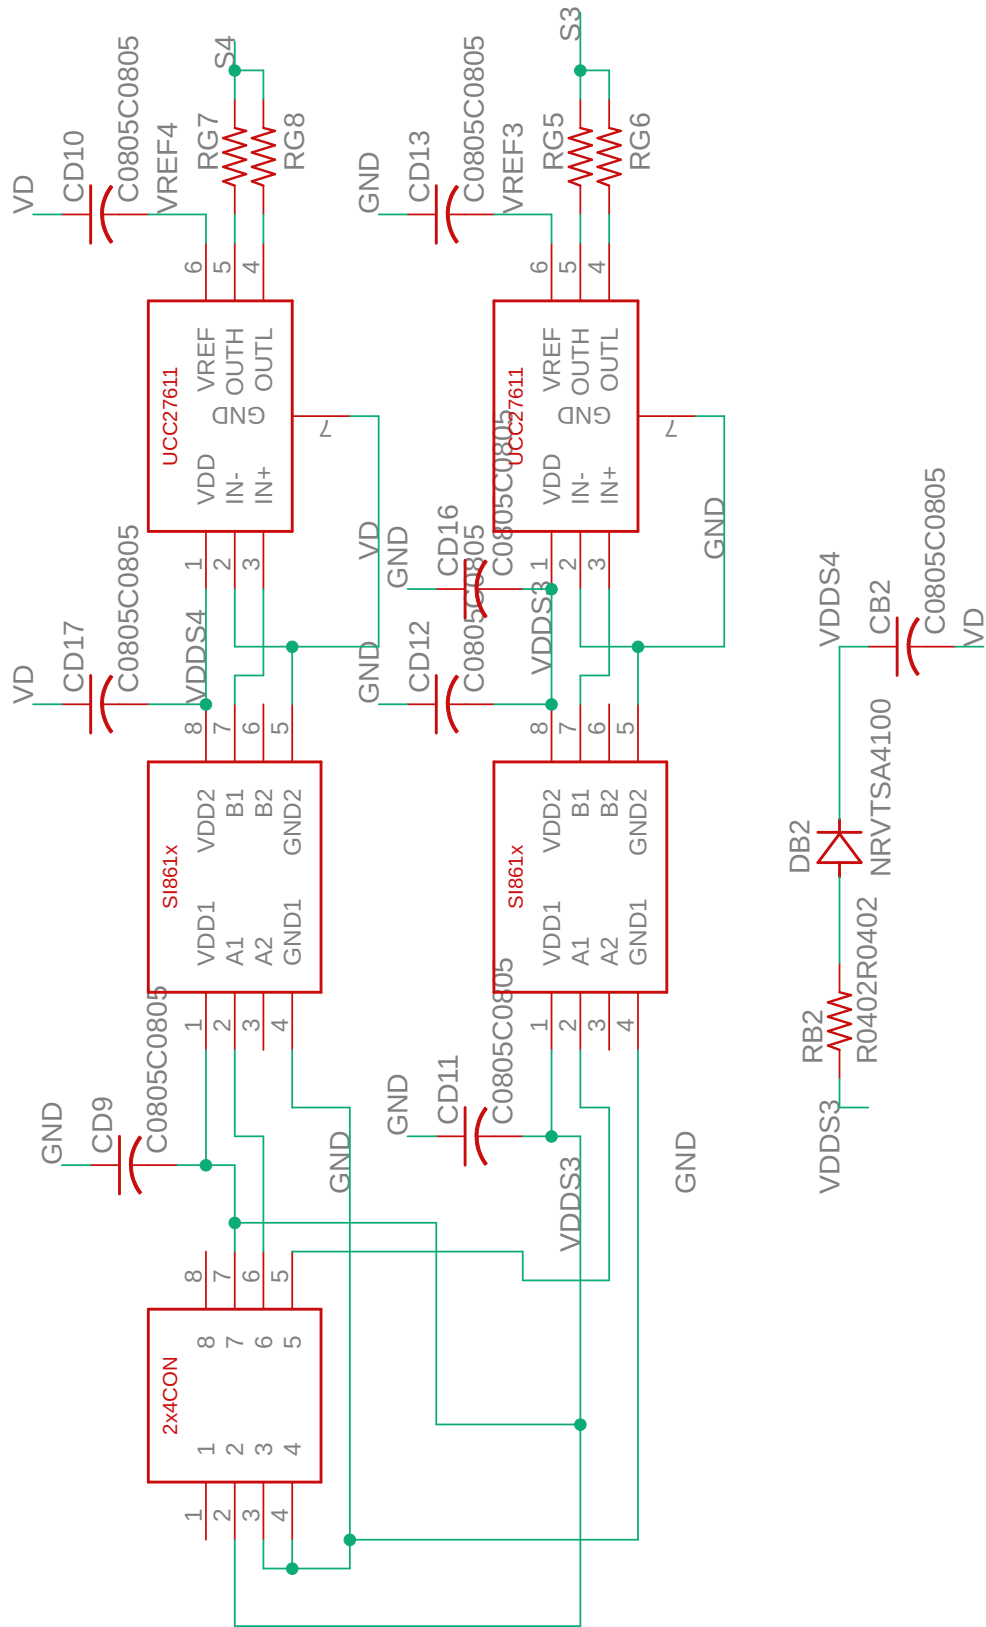 S4
S3
VD
CD10
C0805C0805
VREF4
RG7
RG8
GND
CD13
C0805C0805
VREF3
RG5
RG6
6
5
4
6
5
4
UCC27611
VREF
OUTH
OUTL
GND
7
VDD
IN-
IN+
UCC27611
VREF
OUTH
OUTL
GND
7
VDD
IN-
IN+
1
2
3
VD
1
2
3
GND
VD
CD17
C0805C0805
VDDS4
GND
CD16
C0805C0805
GND
CD12
C0805C0805
VDDS3
8
7
6
5
8
7
6
5
SI861x
VDD2
B1
B2
GND2
VDD1
A1
A2
GND1
SI861x
VDD2
B1
B2
GND2
VDD1
A1
A2
GND1
1
2
3
4
1
2
3
4
GND
CD9
C0805C0805
GND
GND
CD11
C0805C0805
VDDS3
GND
8
7
6
5
2x4CON
8
7
6
5
1
2
3
4
1
2
3
4
VDDS4
CB2
C0805C0805
VD
DB2
NRVTSA4100
RB2
R0402R0402
VDDS3